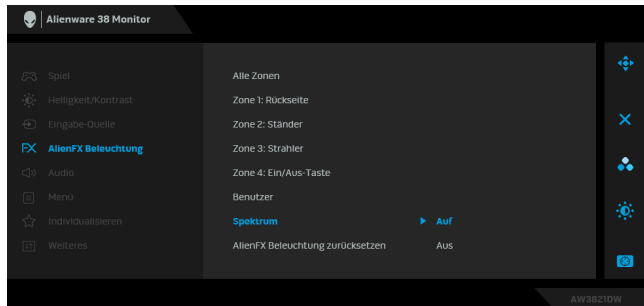 Alienware 38 Monitor
Spiel
Helligkeit/Kontrast
Eingabe-Quelle
FX AlienFX Beleuchtung
Audio
Menü
Individualisieren
Weiteres
Alle Zonen
Zone 1: Rückseite
Zone 2: Ständer
Zone 3: Strahler
Zone 4: Ein/Aus-Taste
Benutzer
Spektrum Auf
AlienFX Beleuchtung zurücksetzen Aus
AW3821DW